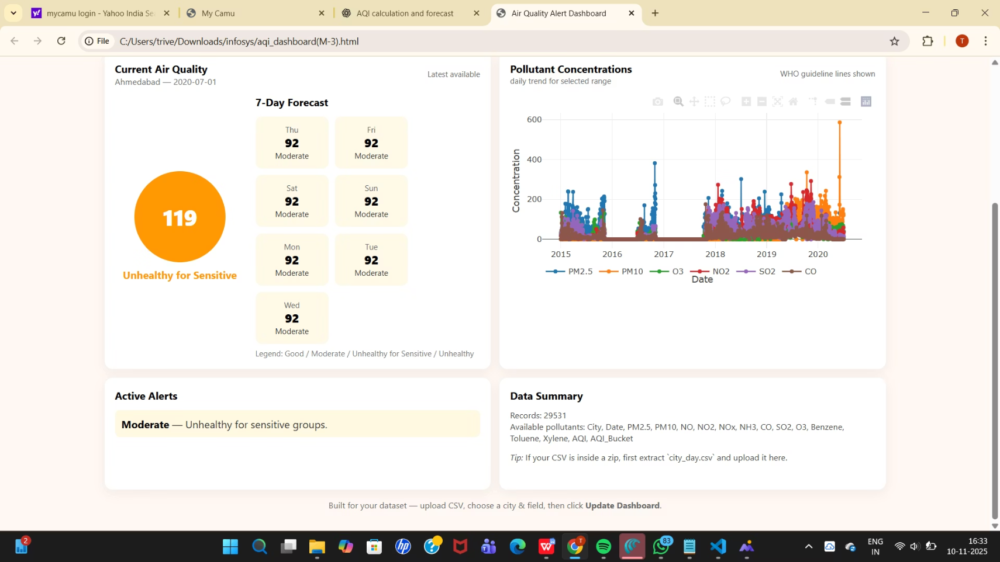 mycamu login - Yahoo India Se
My Camu
AQI calculation and forecast
Air Quality Alert Dashboard
File
C:/Users/trive/Downloads/infosys/aqi_dashboard(M-3).html
T
Current Air Quality
Ahmedabad — 2020-07-01
Latest available
7-Day Forecast
Thu
92
Moderate
Fri
92
Moderate
Sat
92
Moderate
Sun
92
Moderate
Mon
92
Moderate
Tue
92
Moderate
Wed
92
Moderate
119
Unhealthy for Sensitive
Legend: Good / Moderate / Unhealthy for Sensitive / Unhealthy
Pollutant Concentrations
daily trend for selected range
WHO guideline lines shown
Concentration
600
400
200
0
2015 2016 2017 2018 2019 2020
PM2.5 PM10 O3 NO2 SO2 CO
Date
Active Alerts
Moderate — Unhealthy for sensitive groups.
Data Summary
Records: 29531
Available pollutants: City, Date, PM2.5, PM10, NO, NO2, NOx, NH3, CO, SO2, O3, Benzene,
Toluene, Xylene, AQI, AQI_Bucket
Tip: If your CSV is inside a zip, first extract `city_day.csv` and upload it here.
Built for your dataset — upload CSV, choose a city & field, then click Update Dashboard.
2
hp
T
83
ENG
IN
16:33
10-11-2025